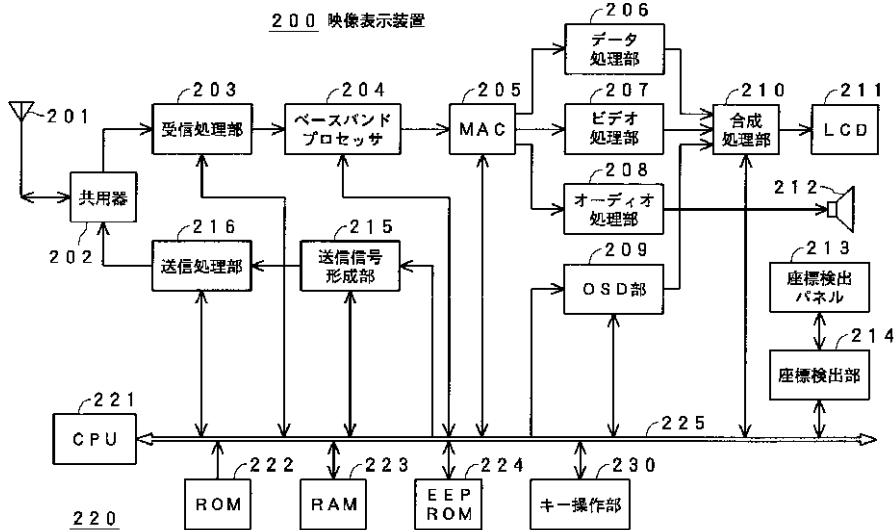 200 映像表示装置
206
データ
処理部
201
203
受信処理部
204
ベースバンド
プロセッサ
205
MAC
207
ビデオ
処理部
210
合成
処理部
211
LCD
共用器
202
208
オーディオ
処理部
212
216
送信処理部
215
送信信号
形成部
209
OSD部
213
座標検出
パネル
214
座標検出部
221
CPU
225
222
ROM
223
RAM
224
EEP
ROM
230
キー操作部
220